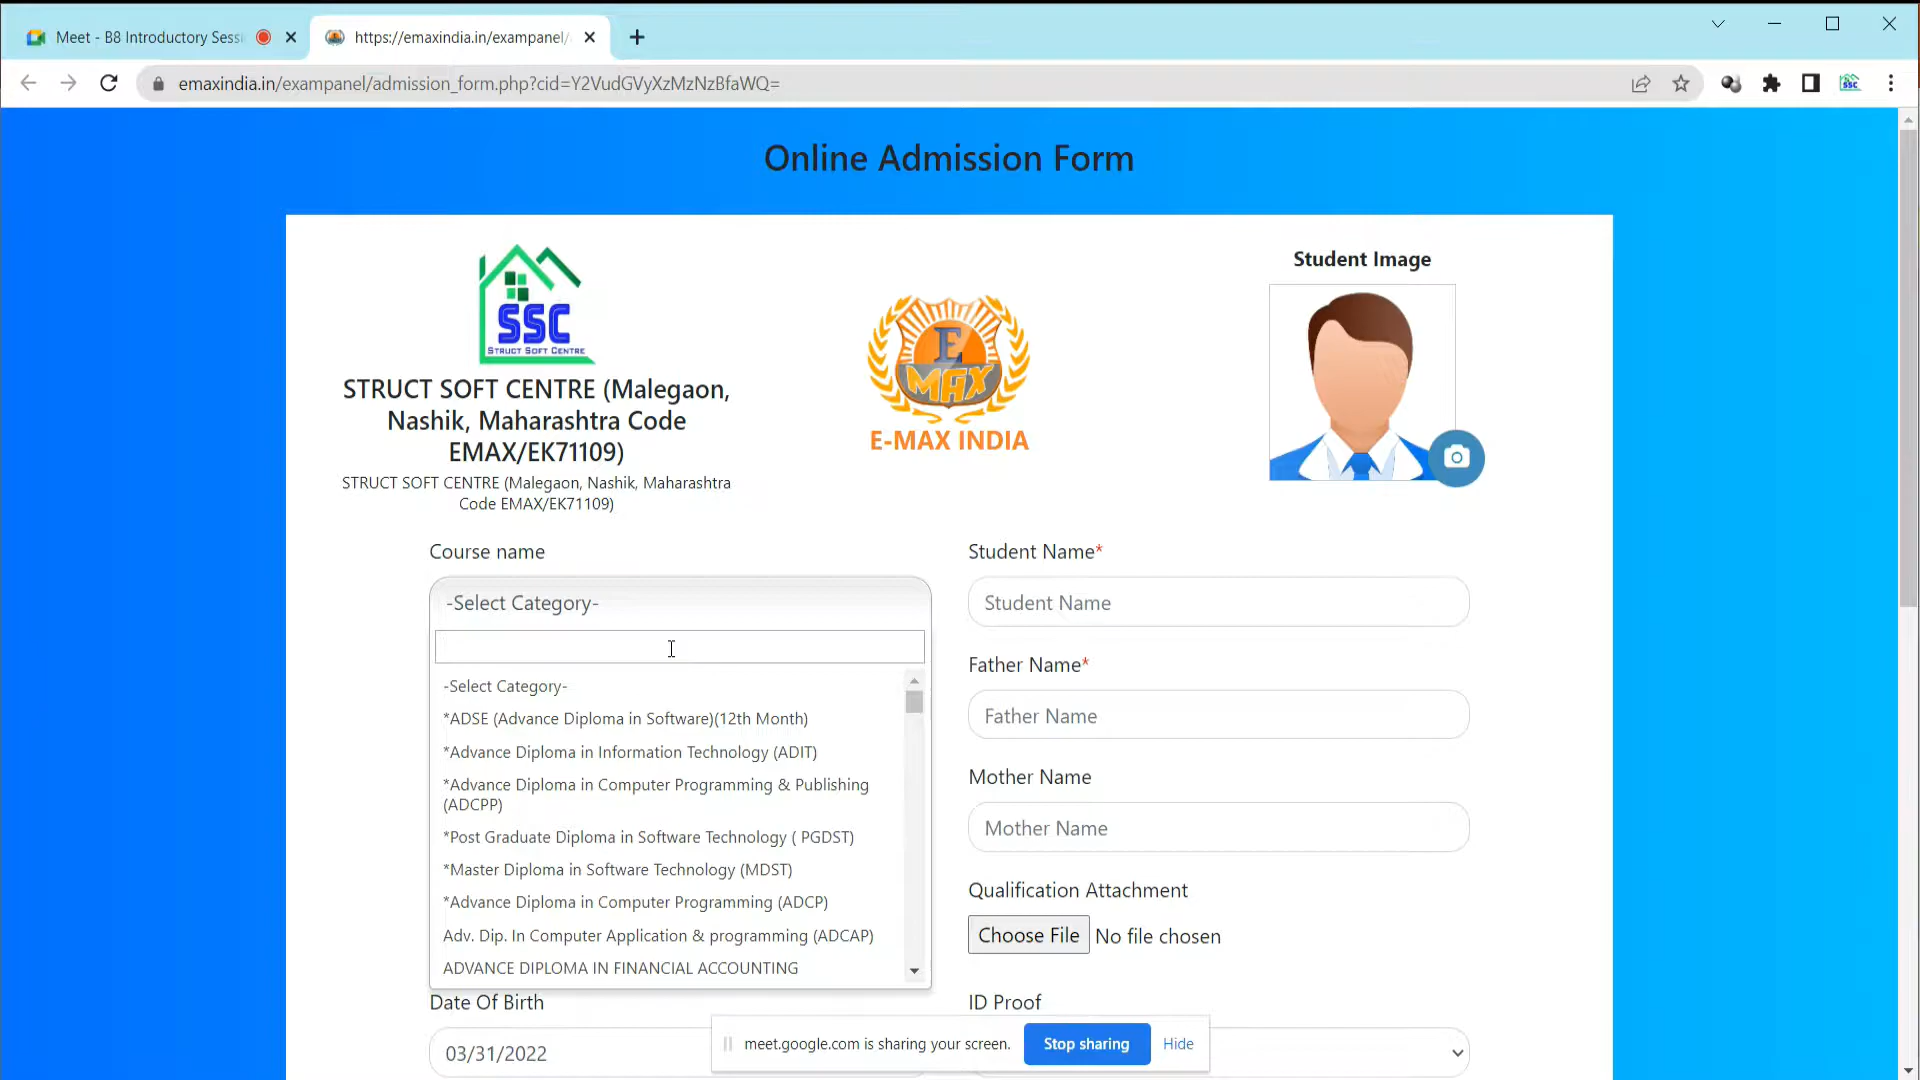 Meet - B8 Introductory Sess
https://emaxindia.in/exampanel/
emaxindia.in/exampanel/admission_form.php?cid=Y2VudGVyXzMzNzBfaWQ=
SSC
Online Admission Form
SSC
STRUCT SOFT CENTRE
STRUCT SOFT CENTRE (Malegaon,
Nashik, Maharashtra Code
EMAX/EK71109)
STRUCT SOFT CENTRE (Malegaon, Nashik, Maharashtra
Code EMAX/EK71109)
E
MAX
E-MAX INDIA
Student Image
Course name
-Select Category-
-Select Category-
*ADSE (Advance Diploma in Software)(12th Month)
*Advance Diploma in Information Technology (ADIT)
*Advance Diploma in Computer Programming & Publishing
(ADCPP)
*Post Graduate Diploma in Software Technology ( PGDST)
*Master Diploma in Software Technology (MDST)
*Advance Diploma in Computer Programming (ADCP)
Adv. Dip. In Computer Application & programming (ADCAP)
ADVANCE DIPLOMA IN FINANCIAL ACCOUNTING
Date Of Birth
03/31/2022
Student Name*
Student Name
Father Name*
Father Name
Mother Name
Mother Name
Qualification Attachment
Choose File No file chosen
ID Proof
meet.google.com is sharing your screen.
Stop sharing
Hide